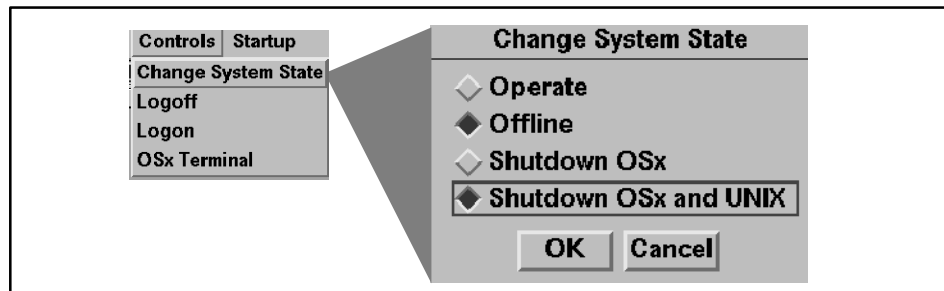 Controls Startup
Change System State
Logoff
Logon
OSx Terminal
Change System State
Operate
Offline
Shutdown OSx
Shutdown OSx and UNIX
OK Cancel